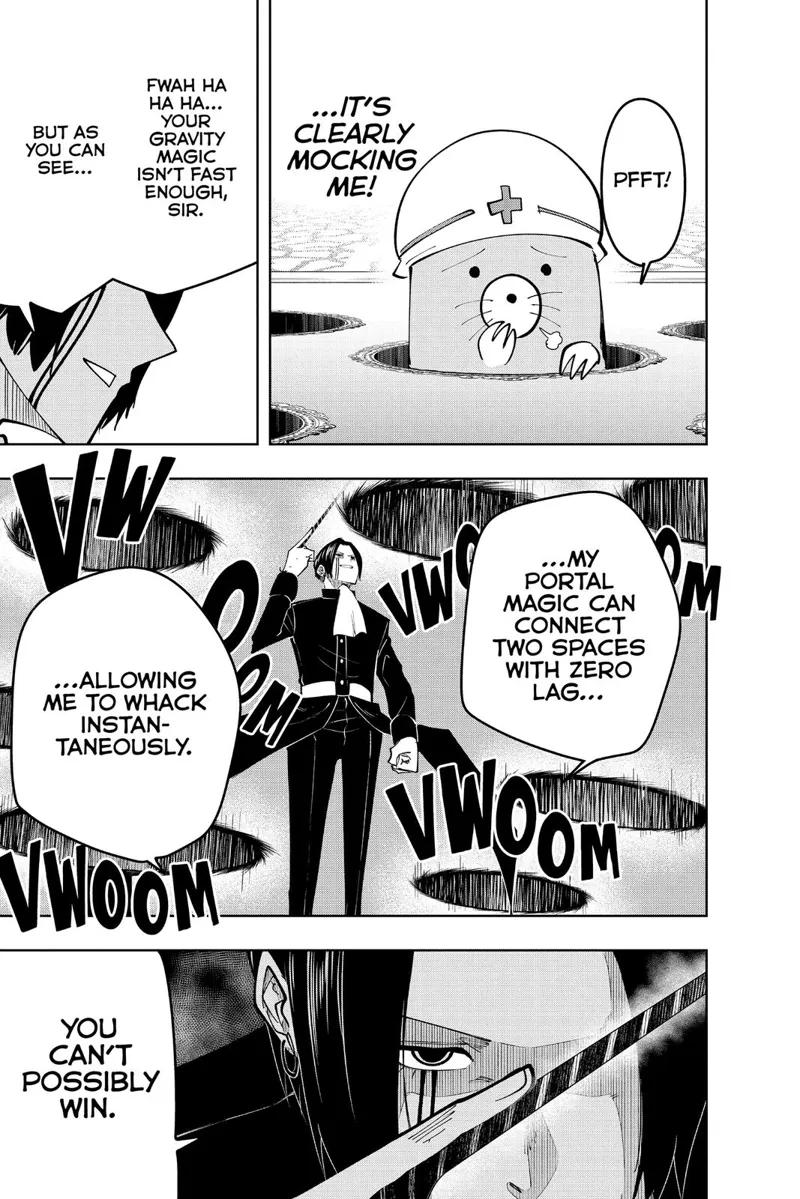 PFFT!
...IT'S
CLEARLY
MOCKING
ME!
FWAH HA
HA HA...
YOUR
GRAVITY
MAGIC
ISN'T FAST
ENOUGH,
SIR.
BUT AS
YOU CAN
SEE...
...MY
PORTAL
MAGIC CAN
CONNECT
TWO SPACES
WITH ZERO
LAG...
...ALLOWING
ME TO WHACK
INSTAN-
TANEOUSLY.
VWOOM
VWOOM
VWOOM
VWOOM
YOU
CAN'T
POSSIBLY
WIN.